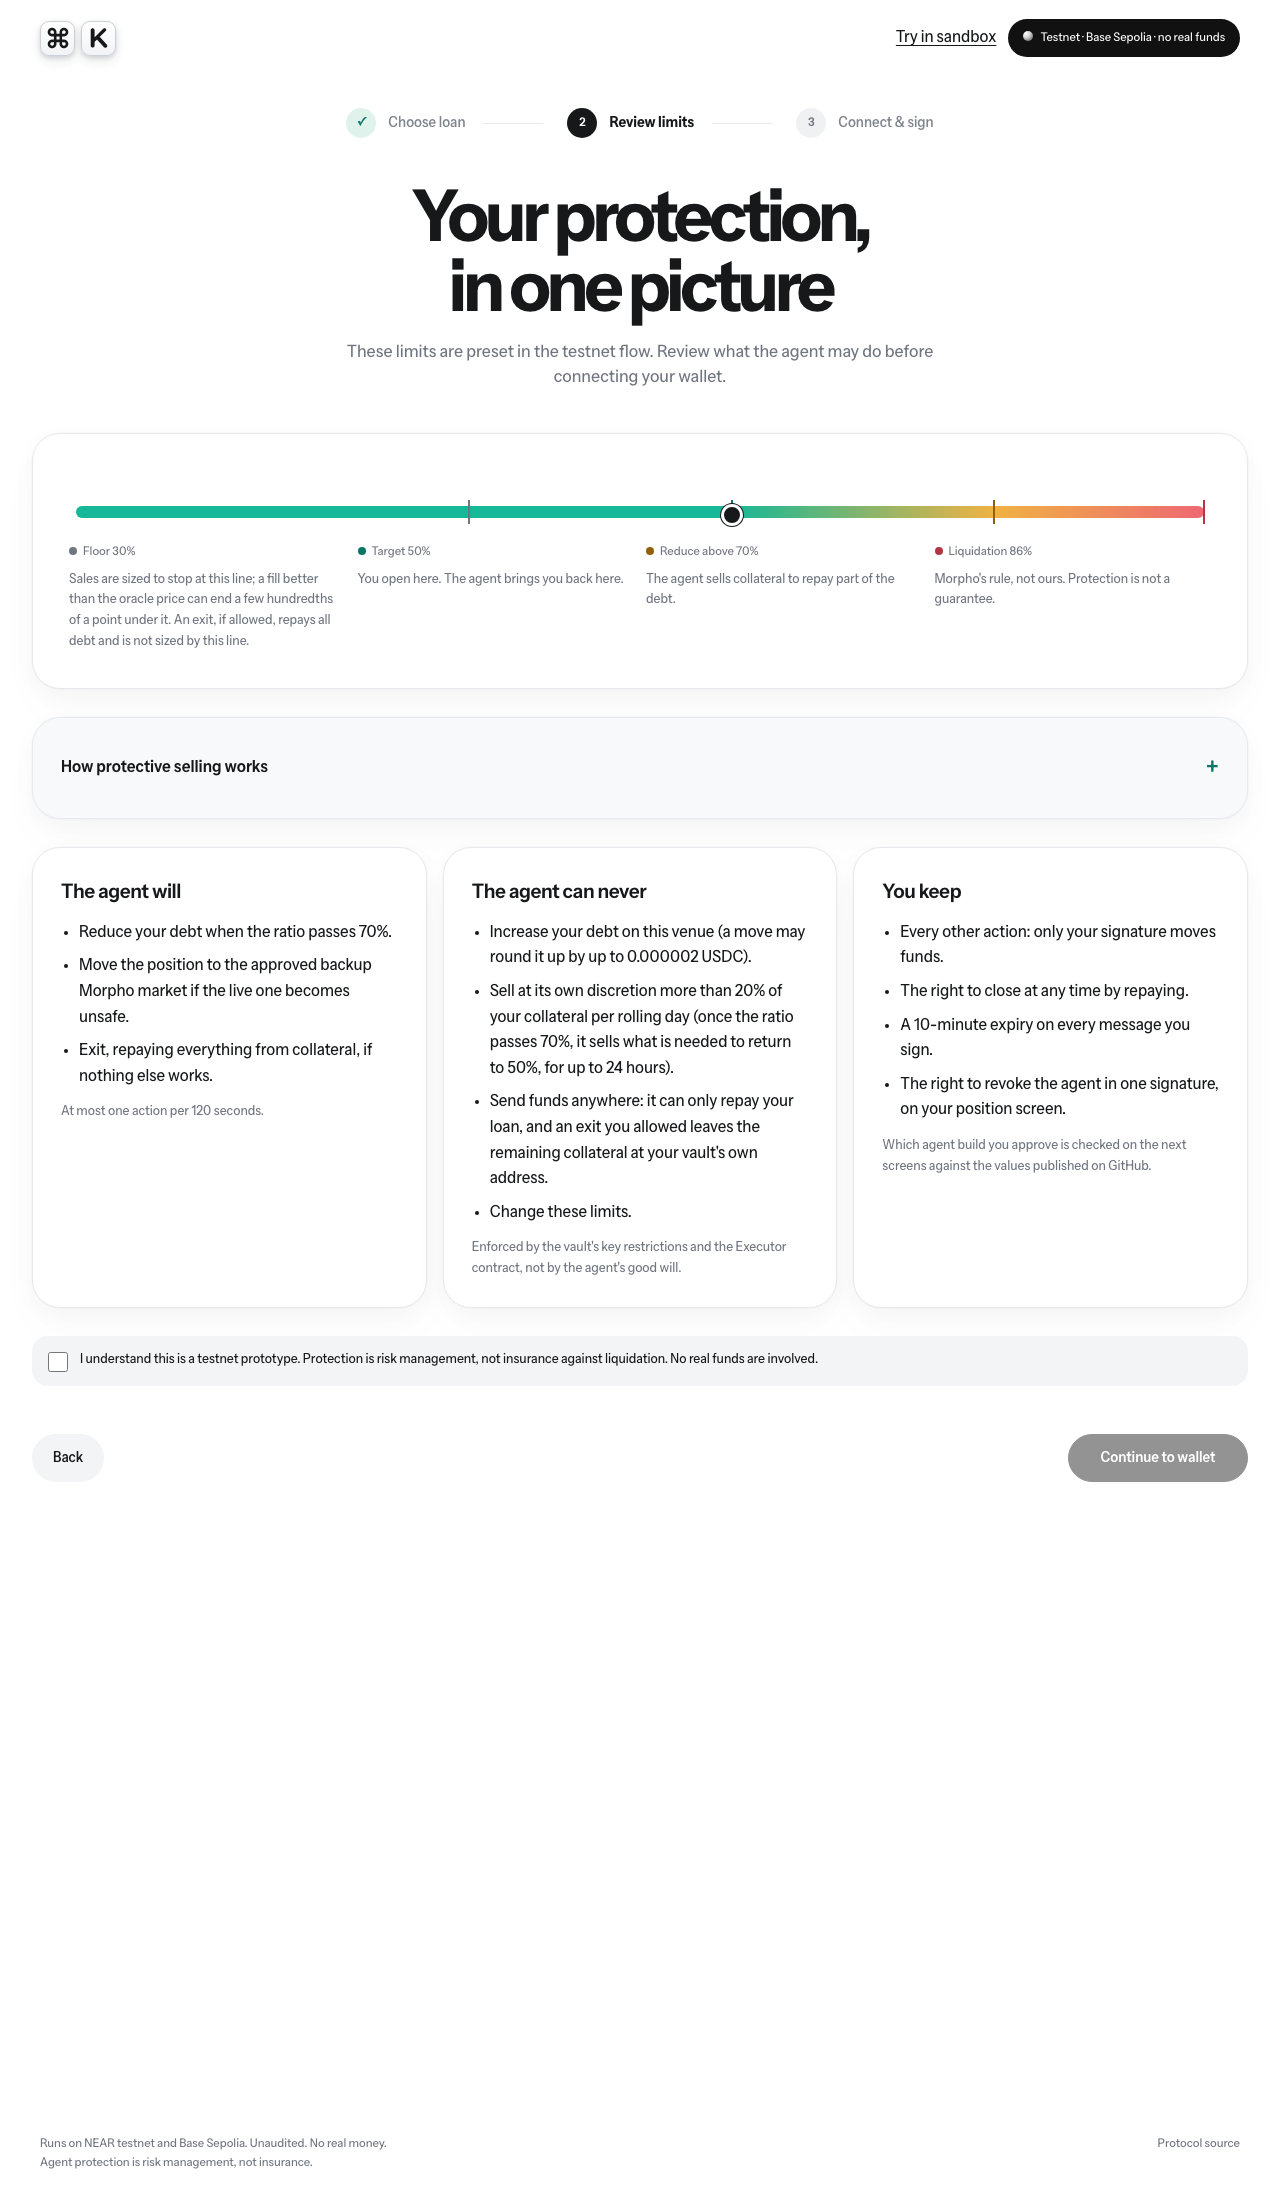 ⌘ K
Try in sandbox
Testnet · Base Sepolia · no real funds
✓ Choose loan
2 Review limits
3 Connect & sign
Your protection,
in one picture
These limits are preset in the testnet flow. Review what the agent may do before
connecting your wallet.
Floor 30%
Sales are sized to stop at this line; a fill better
than the oracle price can end a few hundredths
of a point under it. An exit, if allowed, repays all
debt and is not sized by this line.
Target 50%
You open here. The agent brings you back here.
Reduce above 70%
The agent sells collateral to repay part of the
debt.
Liquidation 86%
Morpho's rule, not ours. Protection is not a
guarantee.
How protective selling works
+
The agent will
• Reduce your debt when the ratio passes 70%.
• Move the position to the approved backup
Morpho market if the live one becomes
unsafe.
• Exit, repaying everything from collateral, if
nothing else works.
At most one action per 120 seconds.
The agent can never
• Increase your debt on this venue (a move may
round it up by up to 0.000002 USDC).
• Sell at its own discretion more than 20% of
your collateral per rolling day (once the ratio
passes 70%, it sells what is needed to return
to 50%, for up to 24 hours).
• Send funds anywhere: it can only repay your
loan, and an exit you allowed leaves the
remaining collateral at your vault's own
address.
• Change these limits.
Enforced by the vault's key restrictions and the Executor
contract, not by the agent's good will.
You keep
• Every other action: only your signature moves
funds.
• The right to close at any time by repaying.
• A 10-minute expiry on every message you
sign.
• The right to revoke the agent in one signature,
on your position screen.
Which agent build you approve is checked on the next
screens against the values published on GitHub.
I understand this is a testnet prototype. Protection is risk management, not insurance against liquidation. No real funds are involved.
Back
Continue to wallet
Runs on NEAR testnet and Base Sepolia. Unaudited. No real money.
Agent protection is risk management, not insurance.
Protocol source